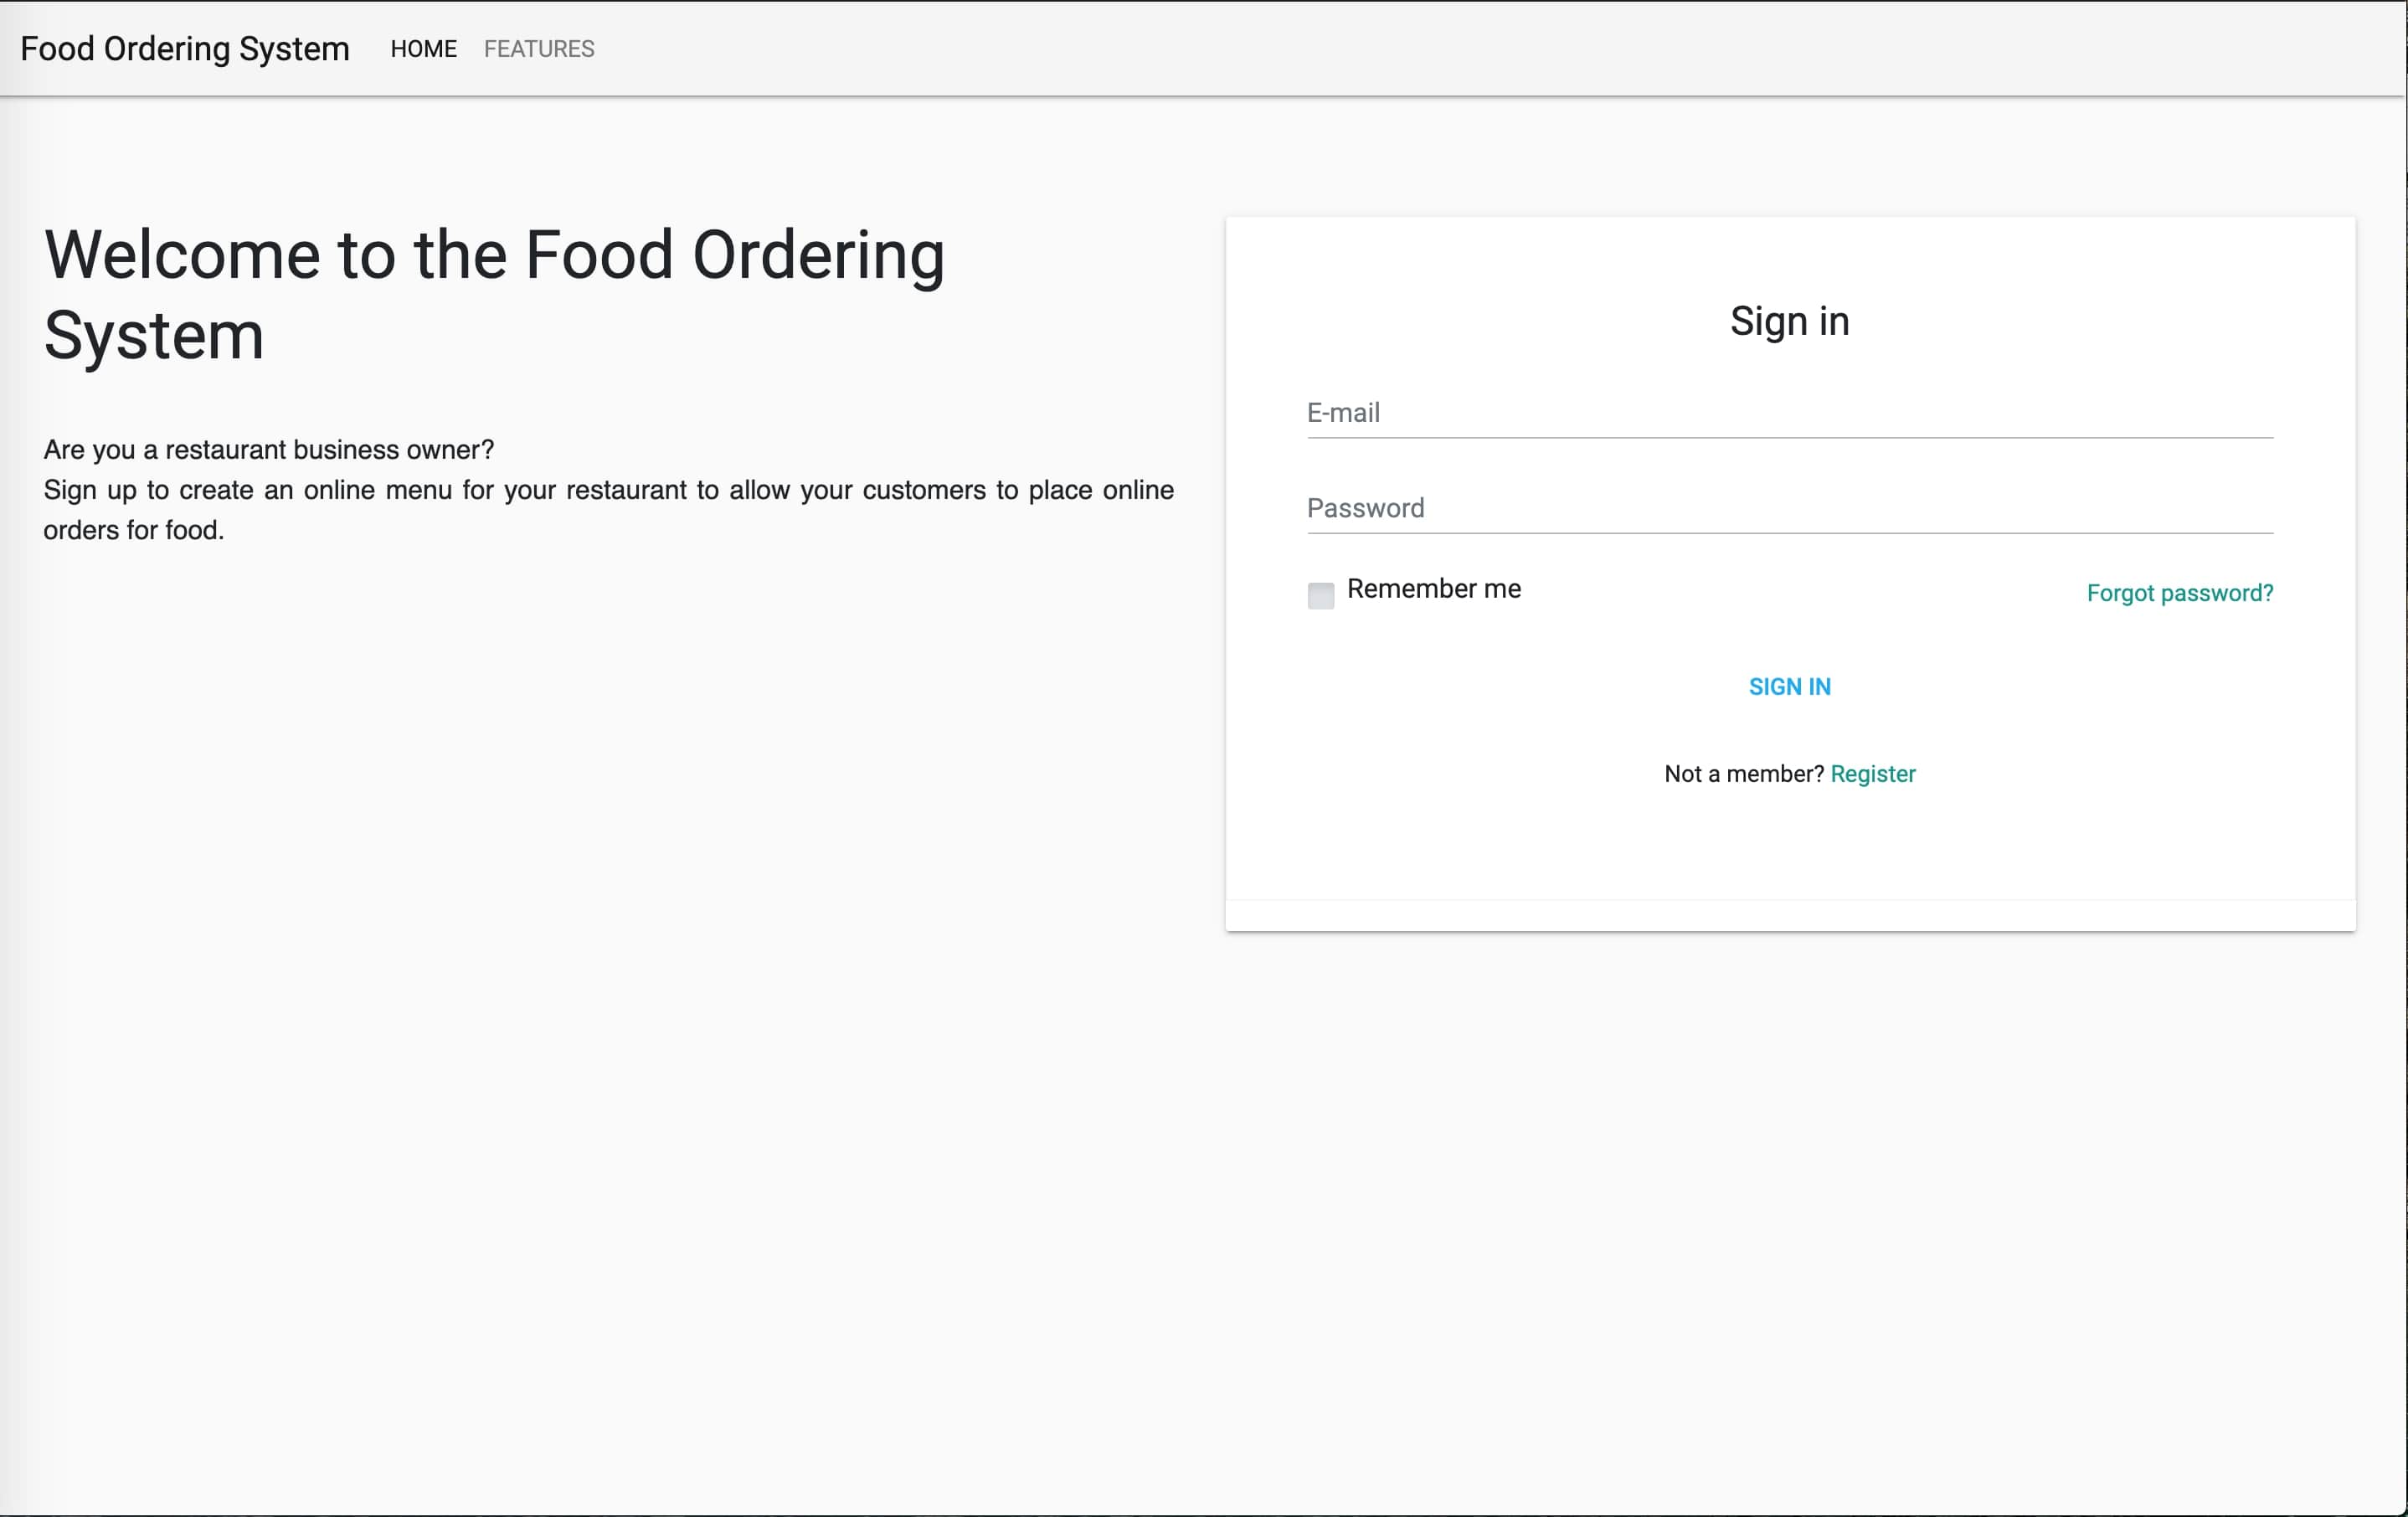 Food Ordering System HOME FEATURES
Welcome to the Food Ordering
System
Are you a restaurant business owner?
Sign up to create an online menu for your restaurant to allow your customers to place online
orders for food.
Sign in
E-mail
Password
Remember me Forgot password?
SIGN IN
Not a member? Register